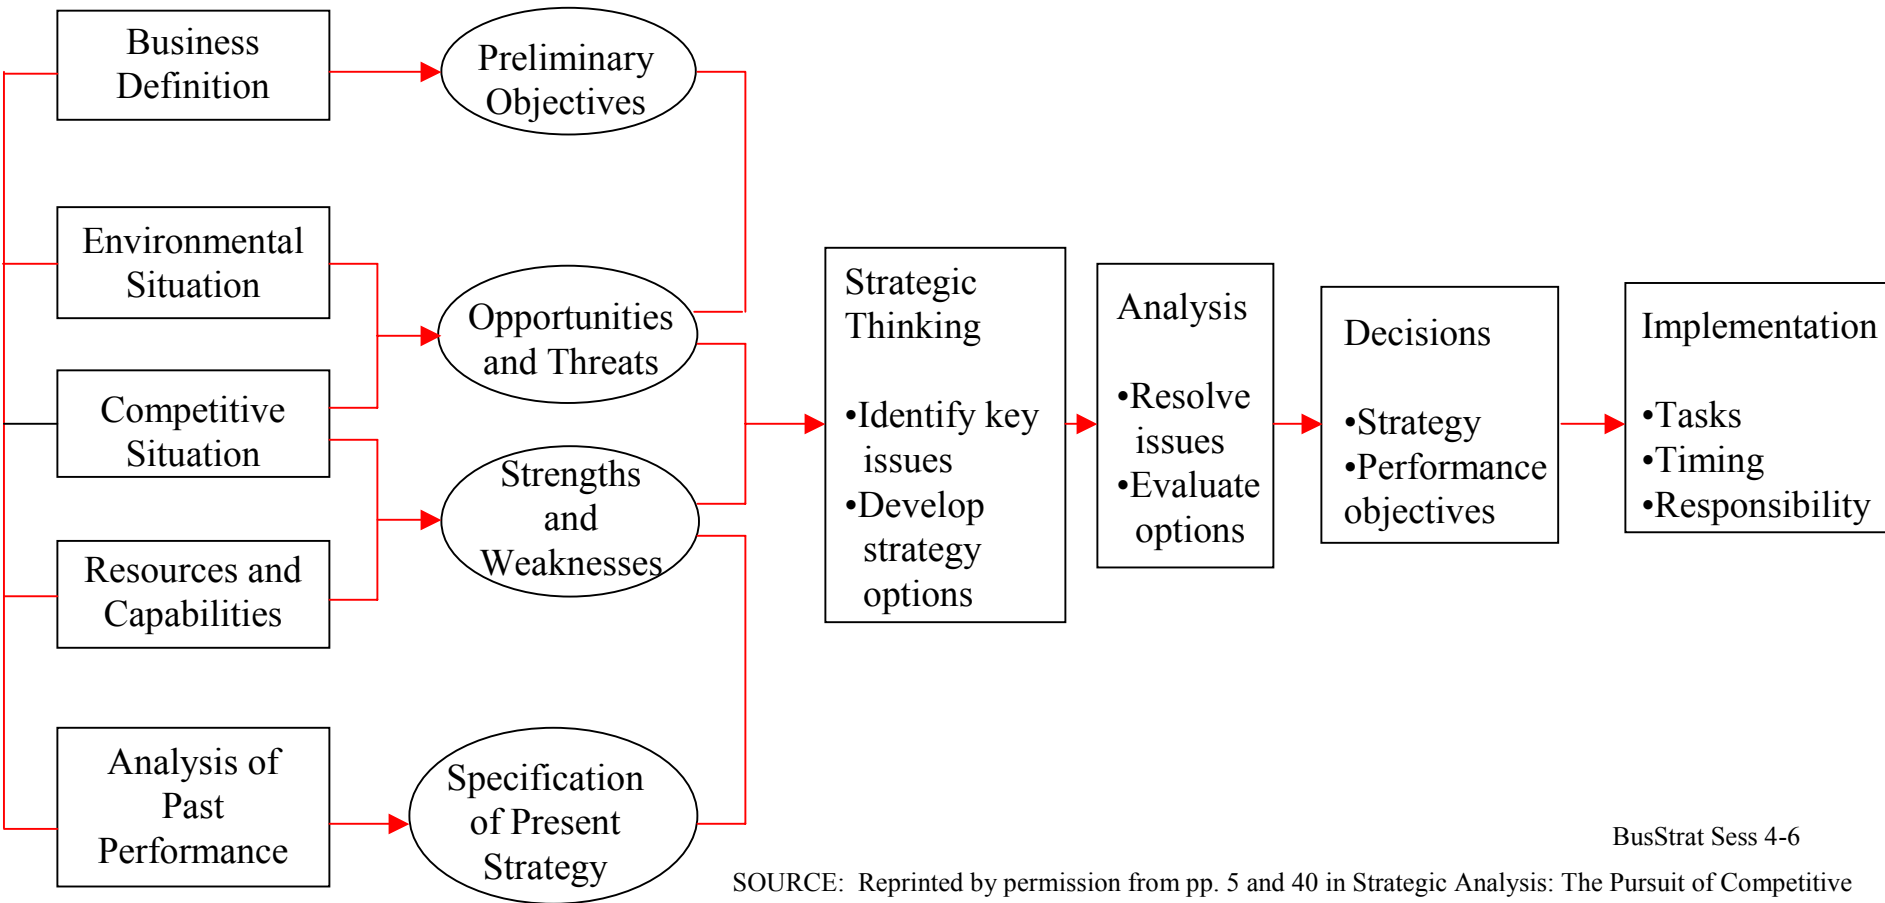 Business
Definition
Preliminary
Objectives
Environmental
Situation
Opportunities
and Threats
Competitive
Situation
Strengths
and
Weaknesses
Resources and
Capabilities
Analysis of
Past
Performance
Specification
of Present
Strategy
Strategic
Thinking
•Identify key
issues
•Develop
strategy
options
Analysis
•Resolve
issues
•Evaluate
options
Decisions
•Strategy
•Performance
objectives
Implementation
•Tasks
•Timing
•Responsibility
BusStrat Sess 4-6
SOURCE: Reprinted by permission from pp. 5 and 40 in Strategic Analysis: The Pursuit of Competitive